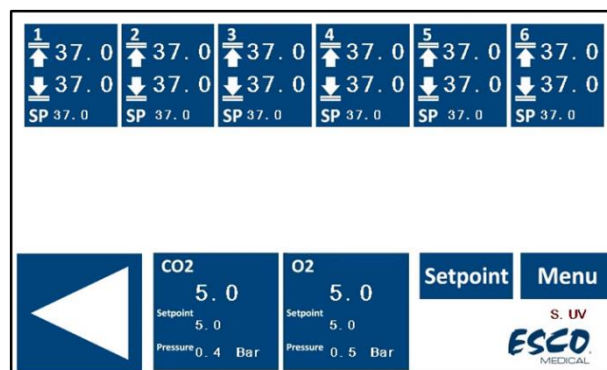 1 2 3 4 5 6
37.0 37.0 37.0 37.0 37.0 37.0
37.0 37.0 37.0 37.0 37.0 37.0
SP 37.0 SP 37.0 SP 37.0 SP 37.0 SP 37.0 SP 37.0
CO2
5.0
Setpoint
5.0
Pressure 0.4 Bar
O2
5.0
Setpoint
5.0
Pressure 0.5 Bar
Setpoint Menu
S. UV
ESCO
MEDICAL